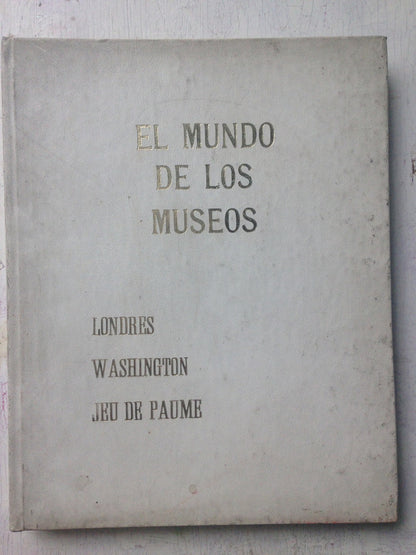 EL MUNDO
DE LOS
MUSEOS
LONDRES
WASHINGTON
JEU DE PAUME